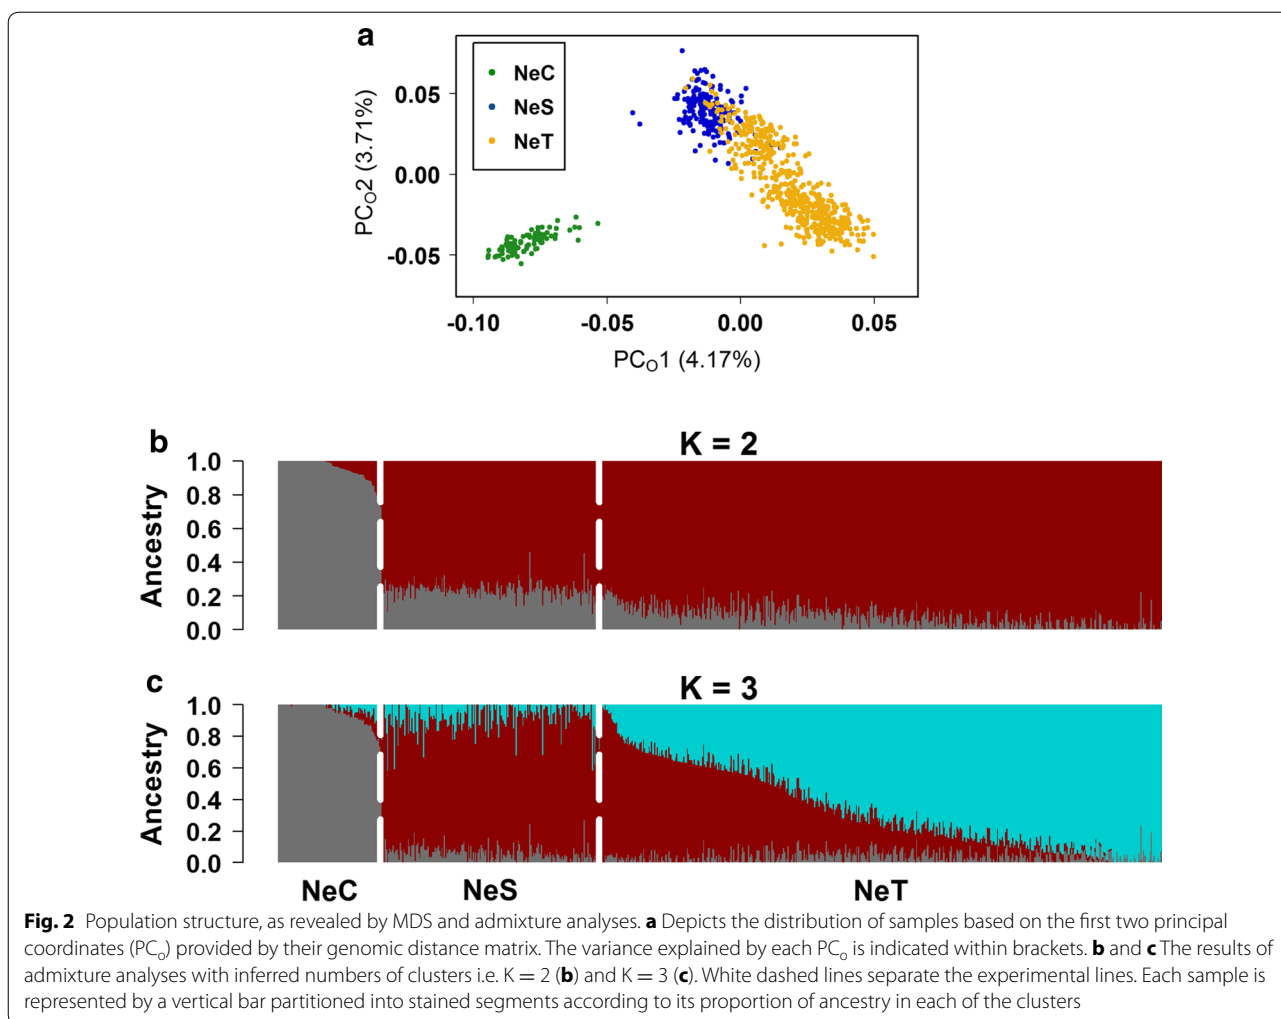 a
NeC
NeS
NeT
PCO2 (3.71%)
0.05
0.00
-0.05
-0.10
-0.05
0.00
0.05
PCO1 (4.17%)
b
K = 2
Ancestry
1.0
0.8
0.6
0.4
0.2
0.0
c
K = 3
Ancestry
1.0
0.8
0.6
0.4
0.2
0.0
NeC
NeS
NeT
Fig. 2 Population structure, as revealed by MDS and admixture analyses. a Depicts the distribution of samples based on the first two principal
coordinates (PCo) provided by their genomic distance matrix. The variance explained by each PCo is indicated within brackets. b and c The results of
admixture analyses with inferred numbers of clusters i.e. K = 2 (b) and K = 3 (c). White dashed lines separate the experimental lines. Each sample is
represented by a vertical bar partitioned into stained segments according to its proportion of ancestry in each of the clusters